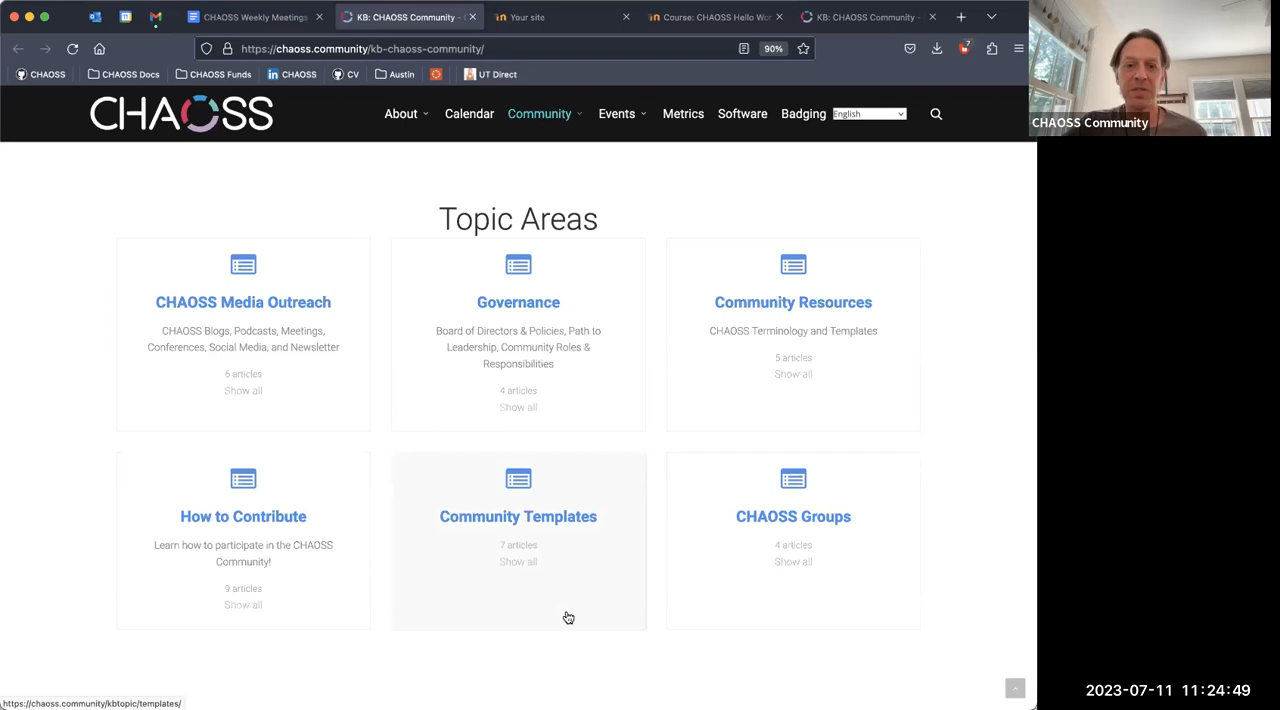 CHAOSS Weekly Meetings
KB: CHAOSS Community -
Your site
Course: CHAOSS Hello Wor
KB: CHAOSS Community -
https://chaoss.community/kb-chaoss-community/
90%
7
CHAOSS
CHAOSS Docs
CHAOSS Funds
CHAOSS
CV
Austin
UT Direct
CHAOSS
About
Calendar
Community
Events
Metrics
Software
Badging
English
CHAOSS Community
Topic Areas
CHAOSS Media Outreach
CHAOSS Blogs, Podcasts, Meetings,
Conferences, Social Media, and Newsletter
6 articles
Show all
Governance
Board of Directors & Policies, Path to
Leadership, Community Roles &
Responsibilities
4 articles
Show all
Community Resources
CHAOSS Terminology and Templates
5 articles
Show all
How to Contribute
Learn how to participate in the CHAOSS
Community!
9 articles
Show all
Community Templates
7 articles
Show all
CHAOSS Groups
4 articles
Show all
https://chaoss.community/kbtopic/templates/
2023-07-11 11:24:49